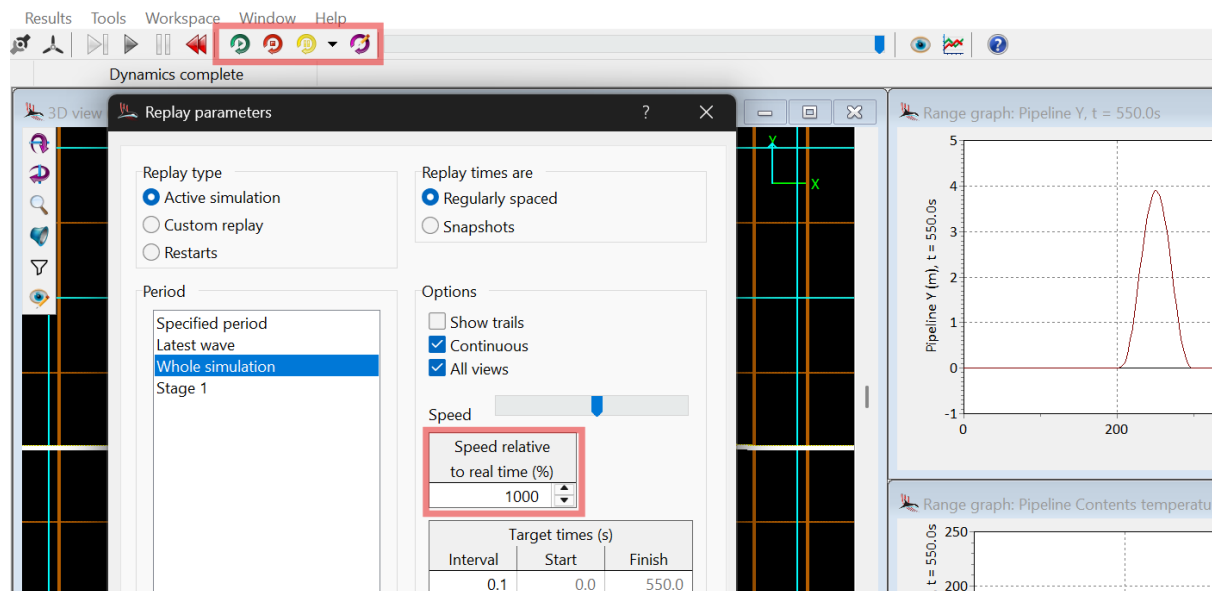 Results Tools Workspace Window Help
Dynamics complete
3D view
Replay parameters
?
Replay type
Active simulation
Custom replay
Restarts
Replay times are
Regularly spaced
Snapshots
Period
Specified period
Latest wave
Whole simulation
Stage 1
Options
Show trails
Continuous
All views
Speed
Speed relative
to real time (%)
1000
Target times (s)
Interval Start Finish
0.1 0.0 550.0
Y
X
Range graph: Pipeline Y, t = 550.0s
Pipeline Y (m), t = 550.0s
5
4
3
2
1
0
-1
0 200
Range graph: Pipeline Contents temperatu
t = 550.0s
250
200